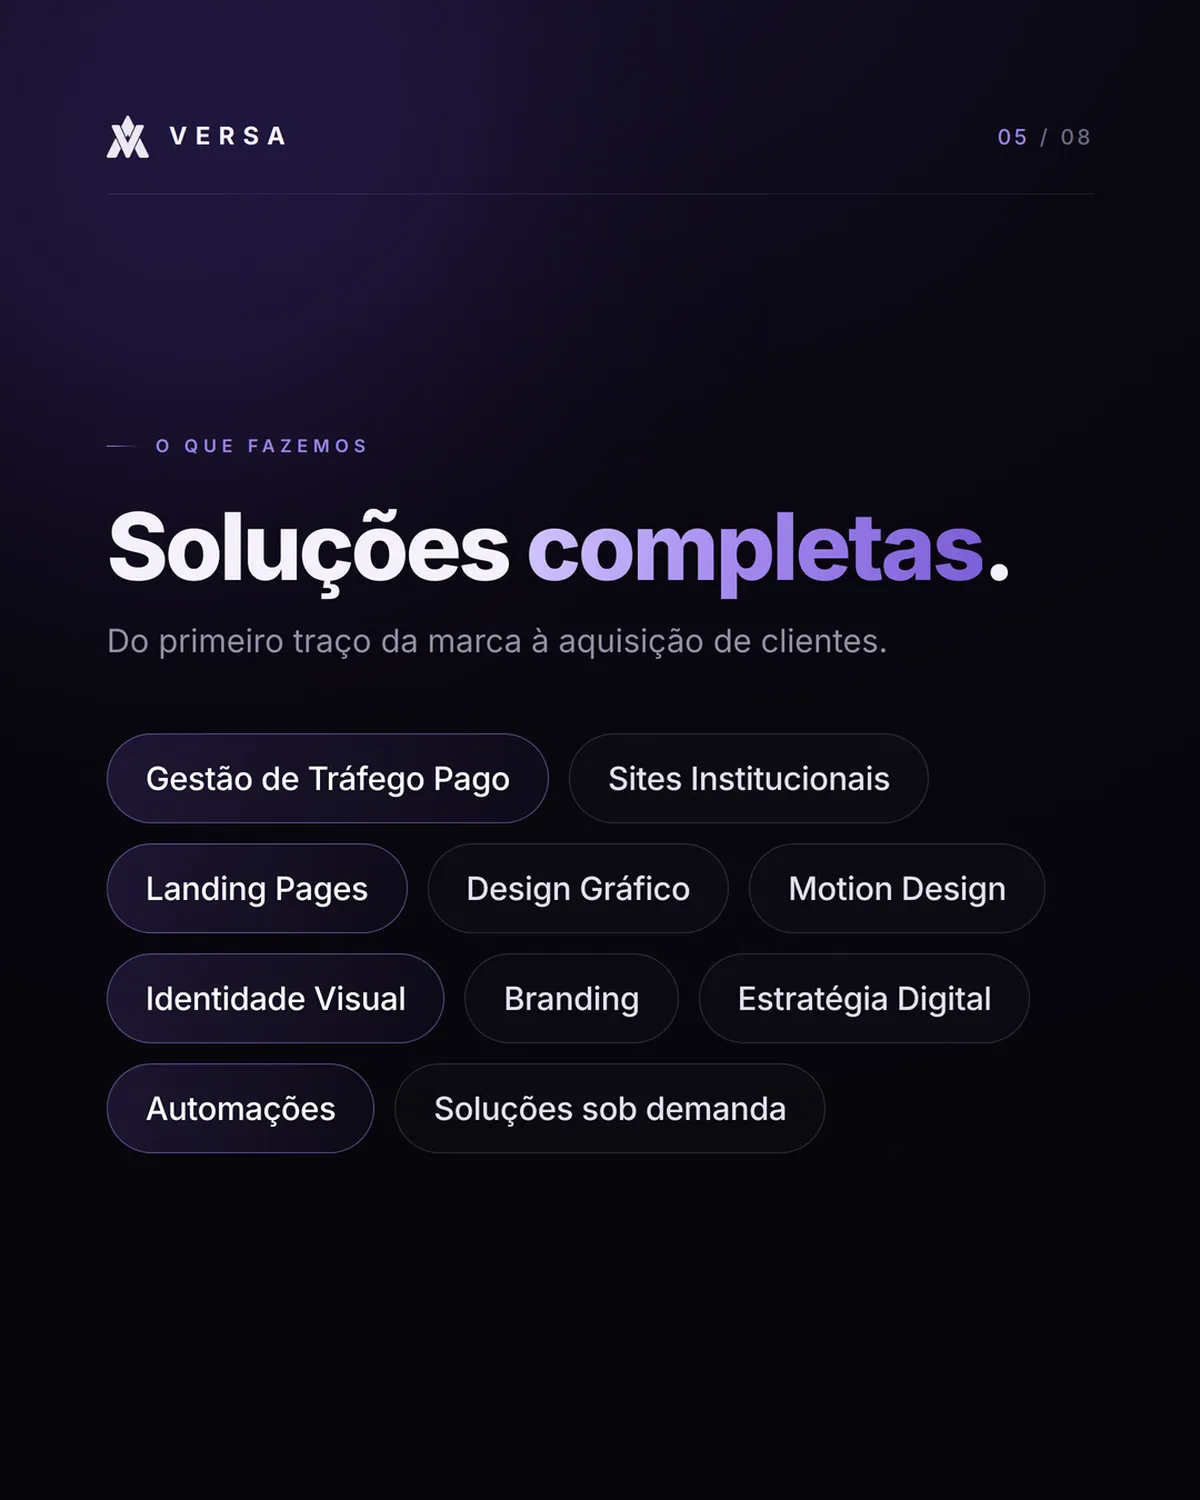 VERSA
05 / 08
O QUE FAZEMOS
Soluções completas.
Do primeiro traço da marca à aquisição de clientes.
Gestão de Tráfego Pago
Sites Institucionais
Landing Pages
Design Gráfico
Motion Design
Identidade Visual
Branding
Estratégia Digital
Automações
Soluções sob demanda